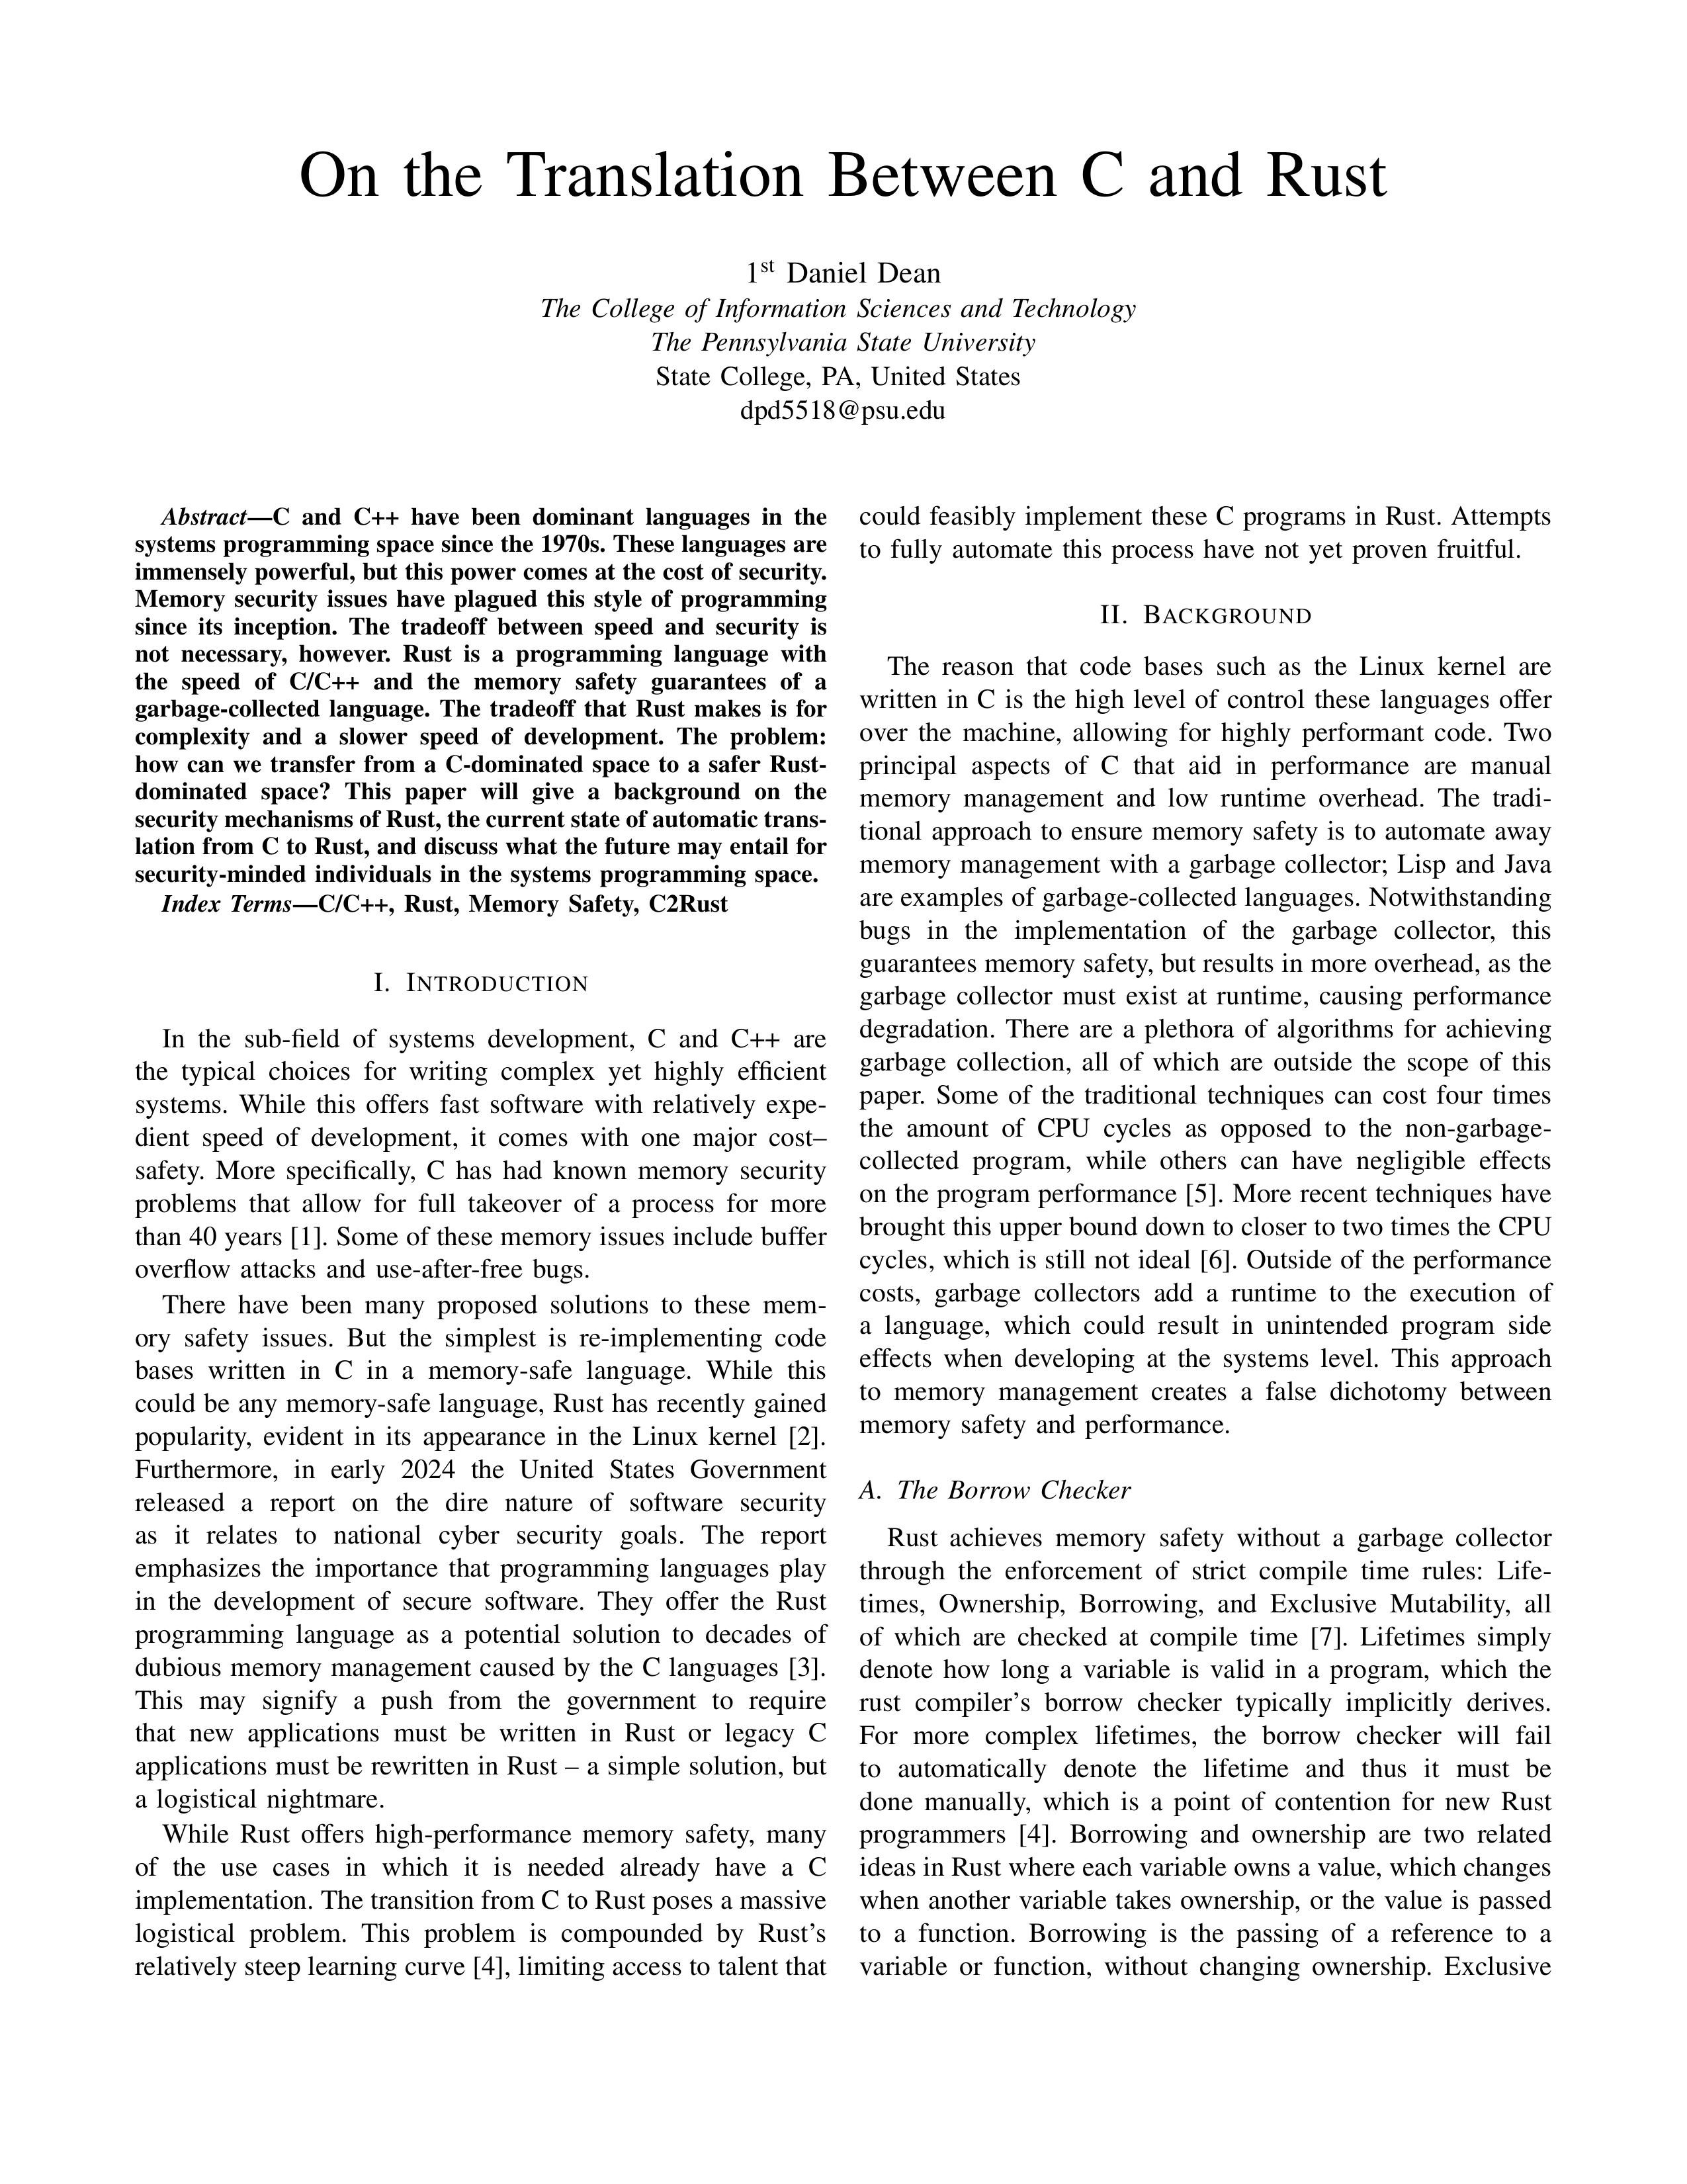 On the Translation Between C and Rust
1st Daniel Dean
The College of Information Sciences and Technology
The Pennsylvania State University
State College, PA, United States
dpd5518@psu.edu
Abstract—C and C++ have been dominant languages in the
systems programming space since the 1970s. These languages are
immensely powerful, but this power comes at the cost of security.
Memory security issues have plagued this style of programming
since its inception. The tradeoff between speed and security is
not necessary, however. Rust is a programming language with
the speed of C/C++ and the memory safety guarantees of a
garbage-collected language. The tradeoff that Rust makes is for
complexity and a slower speed of development. The problem:
how can we transfer from a C-dominated space to a safer Rust-
dominated space? This paper will give a background on the
security mechanisms of Rust, the current state of automatic trans-
lation from C to Rust, and discuss what the future may entail for
security-minded individuals in the systems programming space.
Index Terms—C/C++, Rust, Memory Safety, C2Rust
I. INTRODUCTION
In the sub-field of systems development, C and C++ are
the typical choices for writing complex yet highly efficient
systems. While this offers fast software with relatively expe-
dient speed of development, it comes with one major cost–
safety. More specifically, C has had known memory security
problems that allow for full takeover of a process for more
than 40 years [1]. Some of these memory issues include buffer
overflow attacks and use-after-free bugs.
There have been many proposed solutions to these mem-
ory safety issues. But the simplest is re-implementing code
bases written in C in a memory-safe language. While this
could be any memory-safe language, Rust has recently gained
popularity, evident in its appearance in the Linux kernel [2].
Furthermore, in early 2024 the United States Government
released a report on the dire nature of software security
as it relates to national cyber security goals. The report
emphasizes the importance that programming languages play
in the development of secure software. They offer the Rust
programming language as a potential solution to decades of
dubious memory management caused by the C languages [3].
This may signify a push from the government to require
that new applications must be written in Rust or legacy C
applications must be rewritten in Rust – a simple solution, but
a logistical nightmare.
While Rust offers high-performance memory safety, many
of the use cases in which it is needed already have a C
implementation. The transition from C to Rust poses a massive
logistical problem. This problem is compounded by Rust's
relatively steep learning curve [4], limiting access to talent that
could feasibly implement these C programs in Rust. Attempts
to fully automate this process have not yet proven fruitful.
II. BACKGROUND
The reason that code bases such as the Linux kernel are
written in C is the high level of control these languages offer
over the machine, allowing for highly performant code. Two
principal aspects of C that aid in performance are manual
memory management and low runtime overhead. The tradi-
tional approach to ensure memory safety is to automate away
memory management with a garbage collector; Lisp and Java
are examples of garbage-collected languages. Notwithstanding
bugs in the implementation of the garbage collector, this
guarantees memory safety, but results in more overhead, as the
garbage collector must exist at runtime, causing performance
degradation. There are a plethora of algorithms for achieving
garbage collection, all of which are outside the scope of this
paper. Some of the traditional techniques can cost four times
the amount of CPU cycles as opposed to the non-garbage-
collected program, while others can have negligible effects
on the program performance [5]. More recent techniques have
brought this upper bound down to closer to two times the CPU
cycles, which is still not ideal [6]. Outside of the performance
costs, garbage collectors add a runtime to the execution of
a language, which could result in unintended program side
effects when developing at the systems level. This approach
to memory management creates a false dichotomy between
memory safety and performance.
A. The Borrow Checker
Rust achieves memory safety without a garbage collector
through the enforcement of strict compile time rules: Life-
times, Ownership, Borrowing, and Exclusive Mutability, all
of which are checked at compile time [7]. Lifetimes simply
denote how long a variable is valid in a program, which the
rust compiler's borrow checker typically implicitly derives.
For more complex lifetimes, the borrow checker will fail
to automatically denote the lifetime and thus it must be
done manually, which is a point of contention for new Rust
programmers [4]. Borrowing and ownership are two related
ideas in Rust where each variable owns a value, which changes
when another variable takes ownership, or the value is passed
to a function. Borrowing is the passing of a reference to a
variable or function, without changing ownership. Exclusive